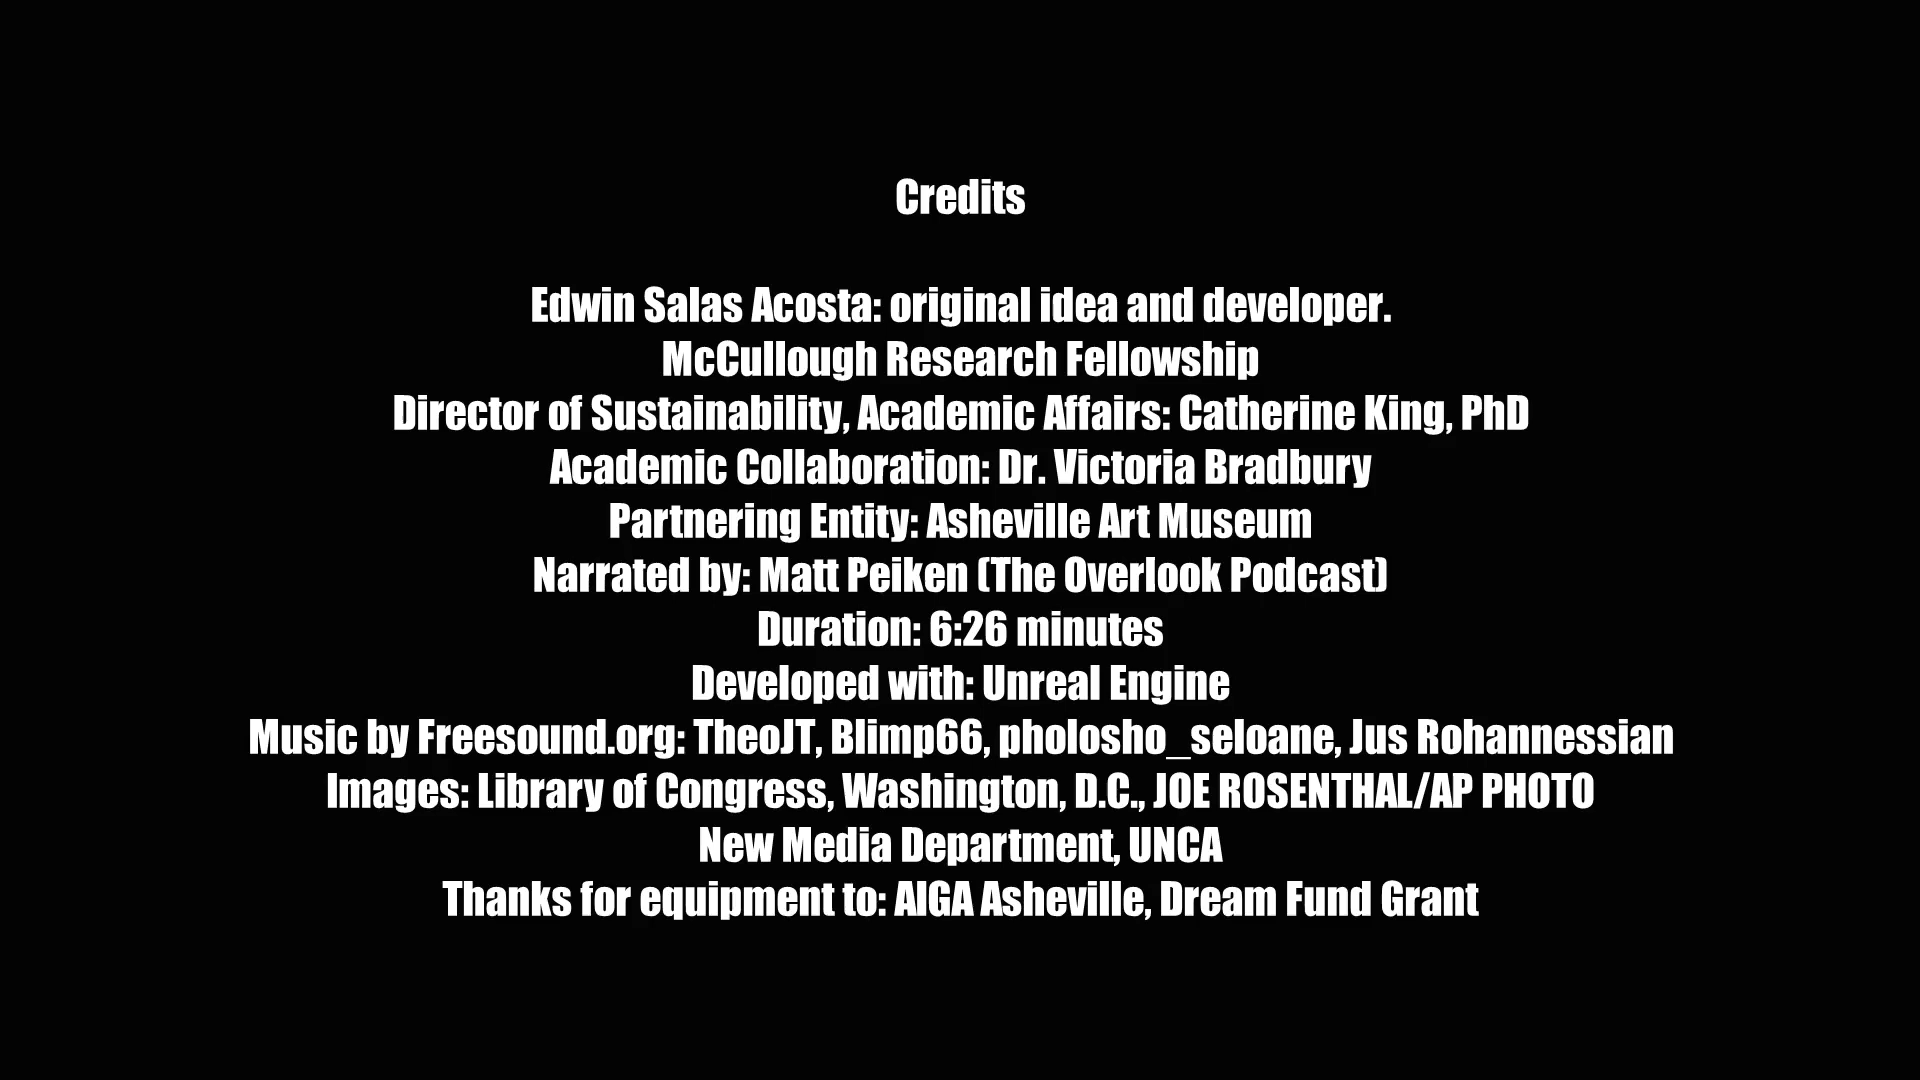 Credits
Edwin Salas Acosta: original idea and developer.
McCullough Research Fellowship
Director of Sustainability, Academic Affairs: Catherine King, PhD
Academic Collaboration: Dr. Victoria Bradbury
Partnering Entity: Asheville Art Museum
Narrated by: Matt Peiken (The Overlook Podcast)
Duration: 6:26 minutes
Developed with: Unreal Engine
Music by Freesound.org: TheoJT, Blimp66, pholosho_seloane, Jus Rohannessian
Images: Library of Congress, Washington, D.C., JOE ROSENTHAL/AP PHOTO
New Media Department, UNCA
Thanks for equipment to: AIGA Asheville, Dream Fund Grant